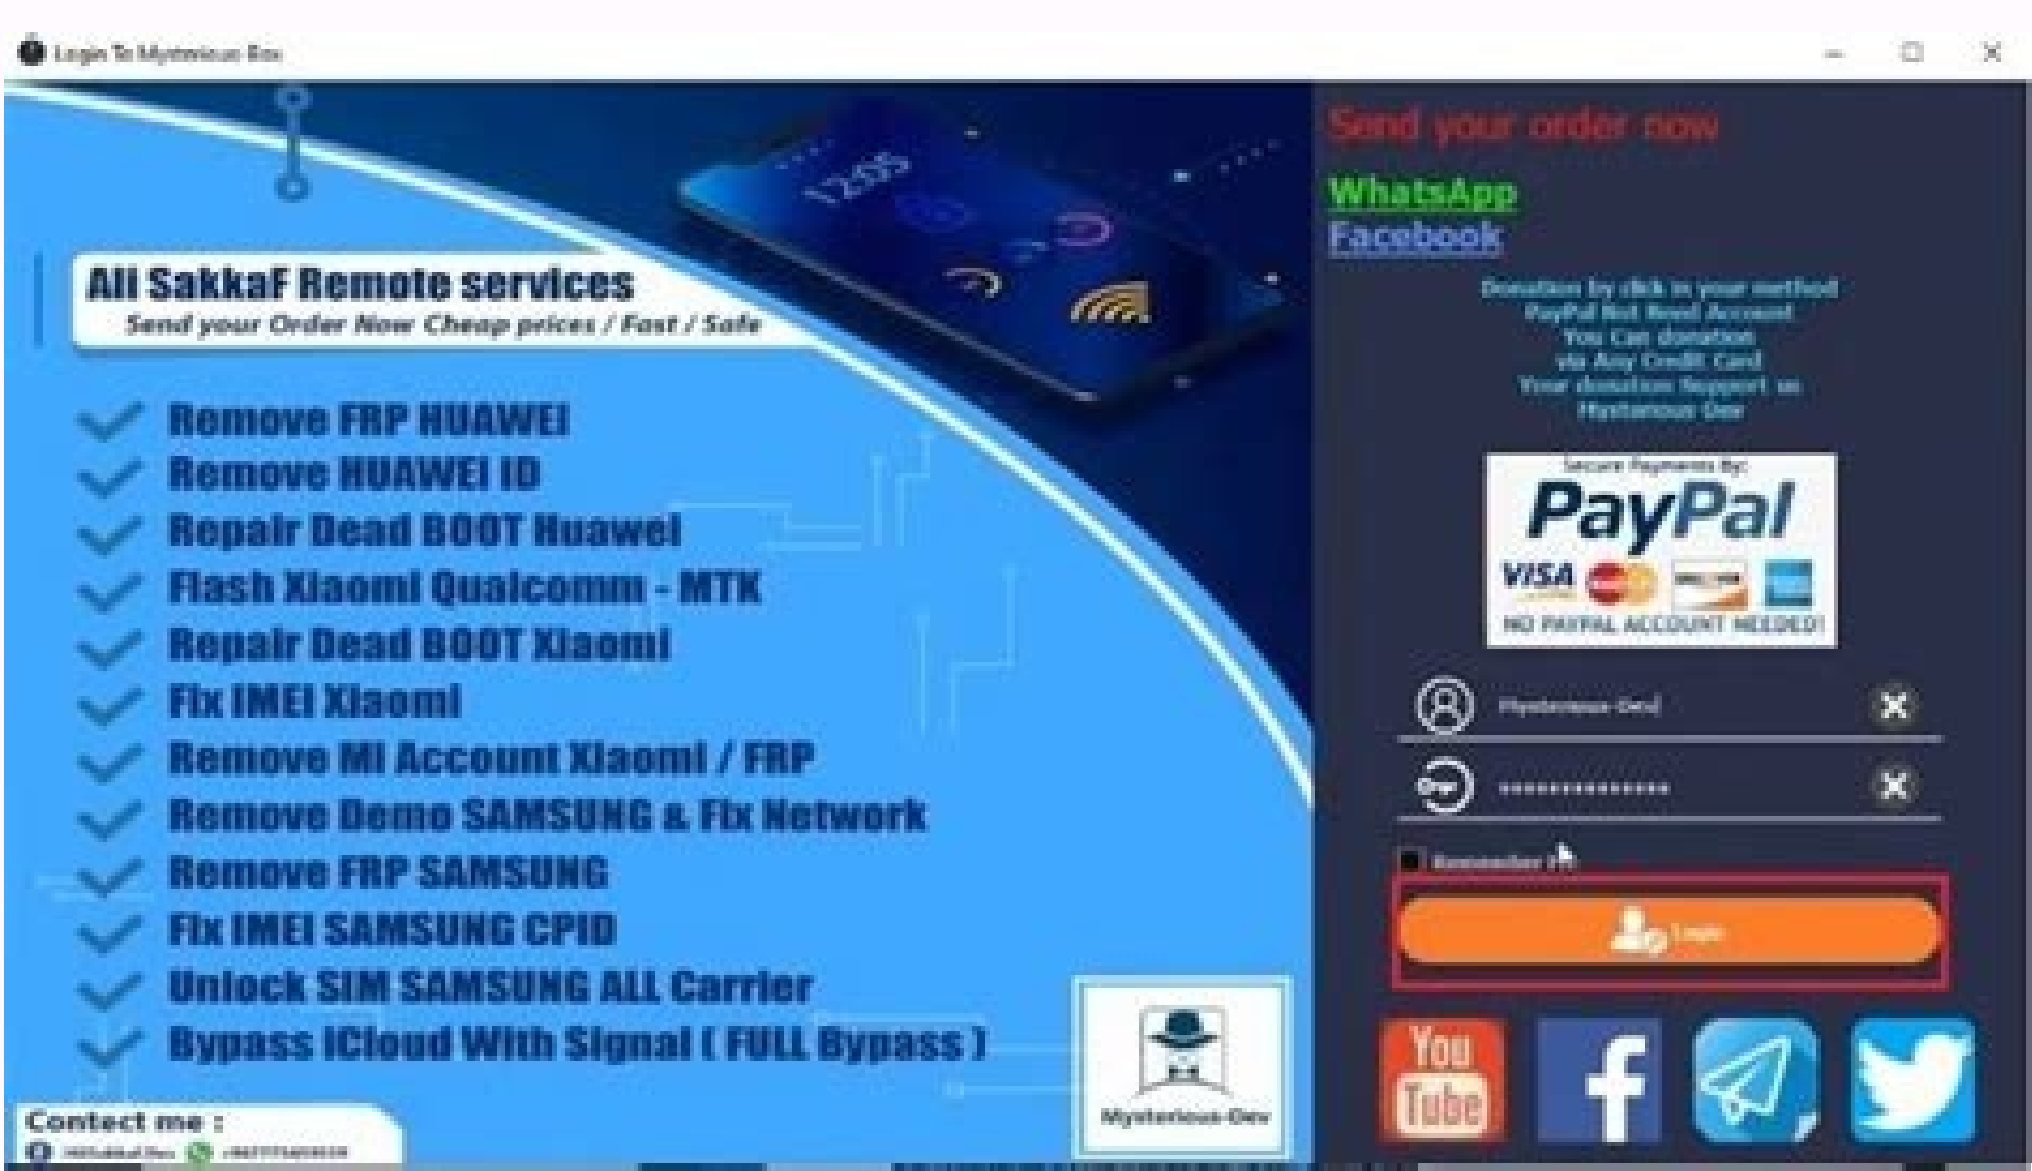 Login To Mysterious Box
12:05
Ali SakkaF Remote services
Send your Order Now Cheap prices / Fast / Safe
Remove FRP HUAWEI
Remove HUAWEI ID
Repair Dead BOOT Huawei
Flash Xiaomi Qualcomm - MTK
Repair Dead BOOT Xiaomi
Fix IMEI Xiaomi
Remove Mi Account Xiaomi / FRP
Remove Demo SAMSUNG & Fix Network
Remove FRP SAMSUNG
Fix IMEI SAMSUNG CPID
Unlock SIM SAMSUNG ALL Carrier
Bypass iCloud With Signal ( FULL Bypass )
Contact me :
Mysterious-Dev
Send your order now
WhatsApp
Facebook
Donation by click in your method
PayPal Not Need Account
You Can donation
via Any Credit Card
Your donation Support us
Mysterious Dev
Secure Payments By:
PayPal
VISA
NO PAYPAL ACCOUNT NEEDED!
Remember
Login
You
Tube